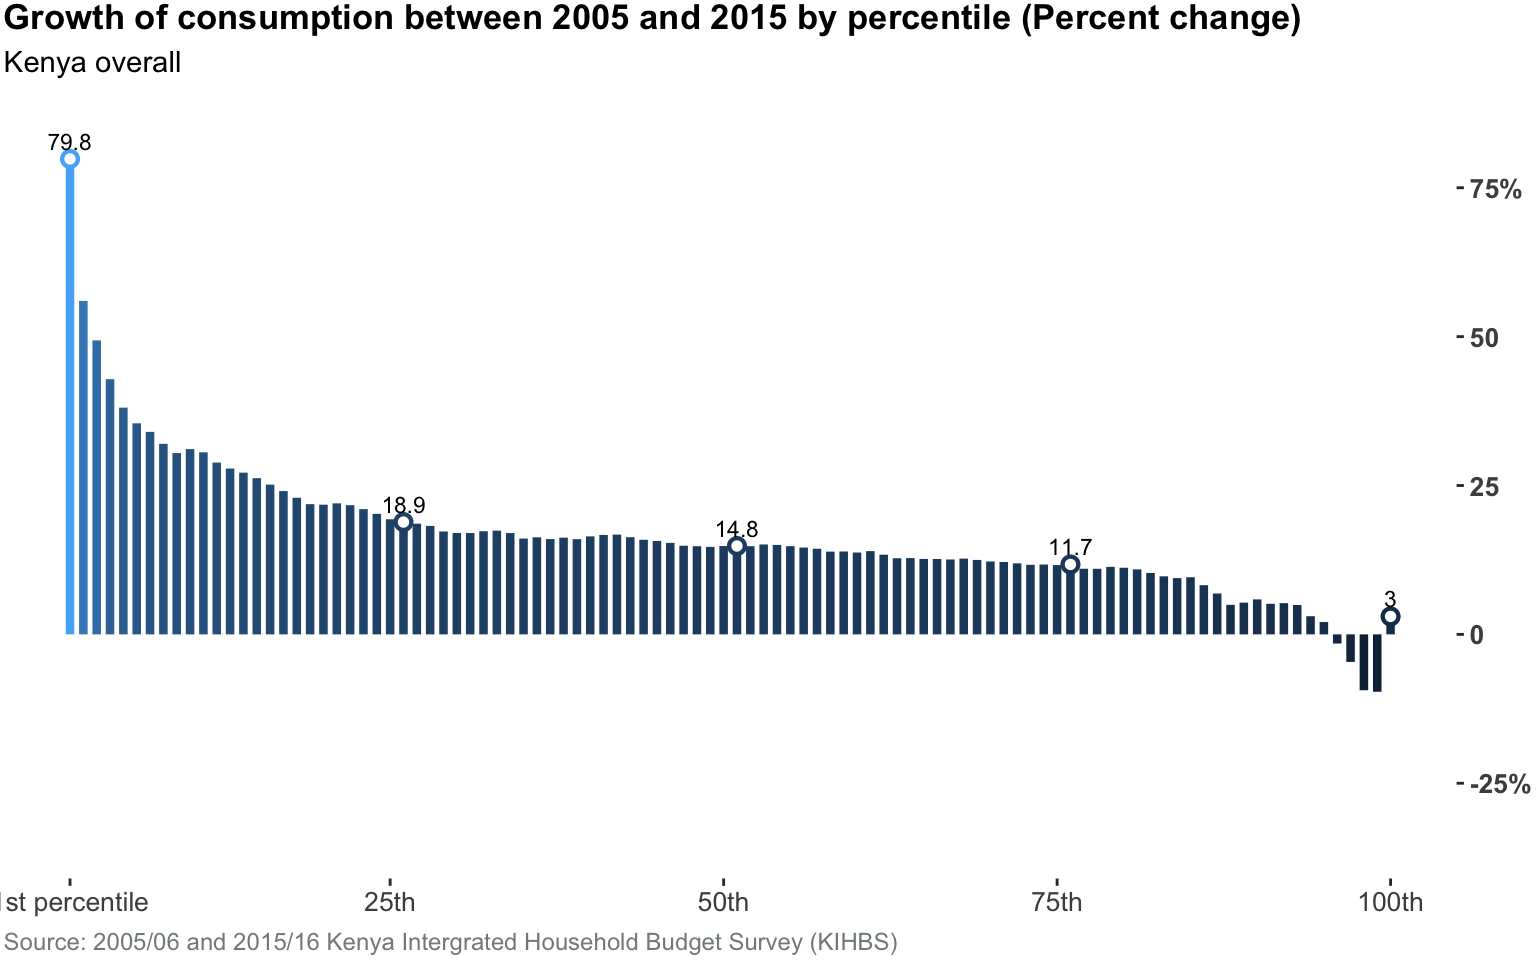 Growth of consumption between 2005 and 2015 by percentile (Percent change)
Kenya overall
79.8
75%
50
25
18.9
14.8
11.7
3
0
-25%
1st percentile
25th
50th
75th
100th
Source: 2005/06 and 2015/16 Kenya Intergrated Household Budget Survey (KIHBS)